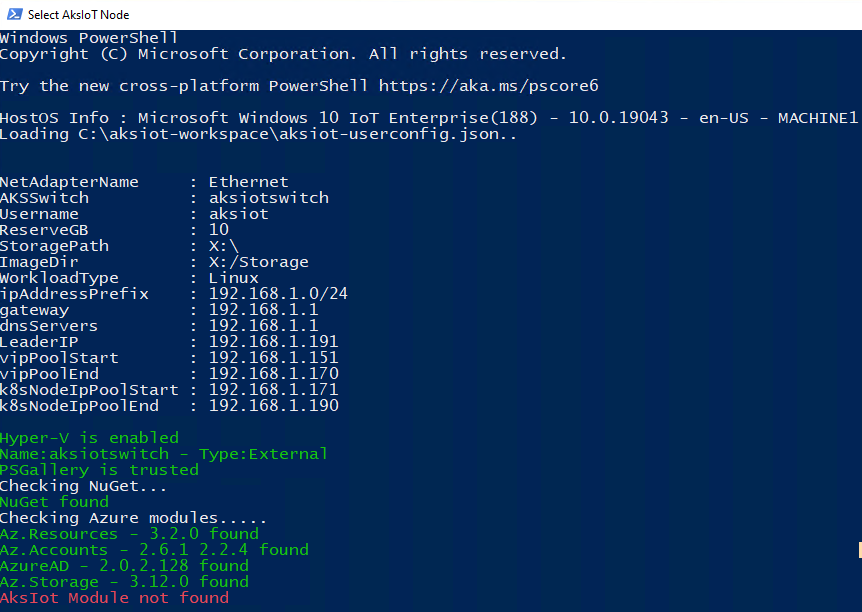 Select AksIoT Node
Windows PowerShell
Copyright (C) Microsoft Corporation. All rights reserved.
Try the new cross-platform PowerShell https://aka.ms/pscore6
HostOS Info : Microsoft Windows 10 IoT Enterprise(188) - 10.0.19043 - en-US - MACHINE1
Loading C:\aksiot-workspace\aksiot-userconfig.json..
NetAdapterName     : Ethernet
AKSSwitch          : aksiotswitch
Username           : aksiot
ReserveGB          : 10
StoragePath        : X:\
ImageDir           : X:/Storage
WorkloadType       : Linux
ipAddressPrefix    : 192.168.1.0/24
gateway            : 192.168.1.1
dnsServers         : 192.168.1.1
LeaderIP           : 192.168.1.191
vipPoolStart       : 192.168.1.151
vipPoolEnd         : 192.168.1.170
k8sNodeIpPoolStart : 192.168.1.171
k8sNodeIpPoolEnd   : 192.168.1.190
Hyper-V is enabled
Name:aksiotswitch - Type:External
PSGallery is trusted
Checking NuGet...
NuGet found
Checking Azure modules.....
Az.Resources - 3.2.0 found
Az.Accounts - 2.6.1 2.2.4 found
AzureAD - 2.0.2.128 found
Az.Storage - 3.12.0 found
AksIot Module not found